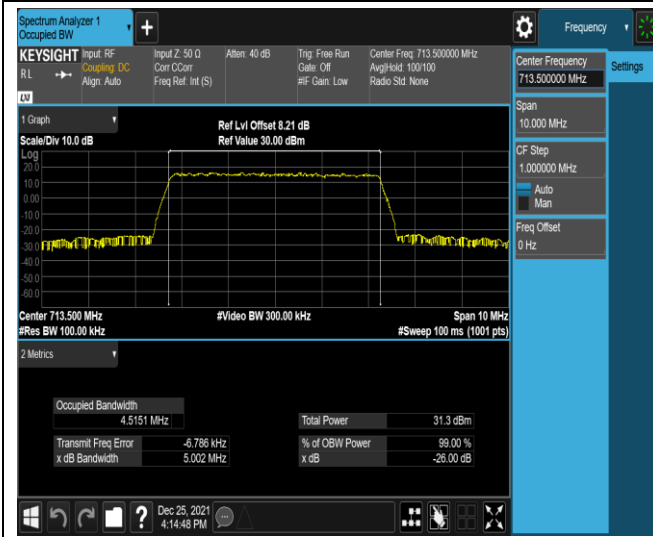 Spectrum Analyzer 1
Occupied BW
+
Frequency
KEYSIGHT
RL
LXI
Input: RF
Coupling: DC
Align: Auto
Input Z: 50 Ω
Corr CCorr
Freq Ref: Int (S)
Atten: 40 dB
Trig: Free Run
Gate: Off
#IF Gain: Low
Center Freq: 713.500000 MHz
Avg|Hold: 100/100
Radio Std: None
Center Frequency
713.500000 MHz
Settings
Span
10.000 MHz
CF Step
1.000000 MHz
Auto
Man
Freq Offset
0 Hz
1 Graph
Scale/Div 10.0 dB
Ref Lvl Offset 8.21 dB
Ref Value 30.00 dBm
Log
20.0
10.0
0.00
-10.0
-20.0
-30.0
-40.0
-50.0
-60.0
Center 713.500 MHz
#Res BW 100.00 kHz
#Video BW 300.00 kHz
Span 10 MHz
#Sweep 100 ms (1001 pts)
2 Metrics
Occupied Bandwidth
4.5151 MHz
Total Power 31.3 dBm
Transmit Freq Error -6.786 kHz
% of OBW Power 99.00 %
x dB Bandwidth 5.002 MHz
x dB -26.00 dB
?
Dec 25, 2021
4:14:48 PM